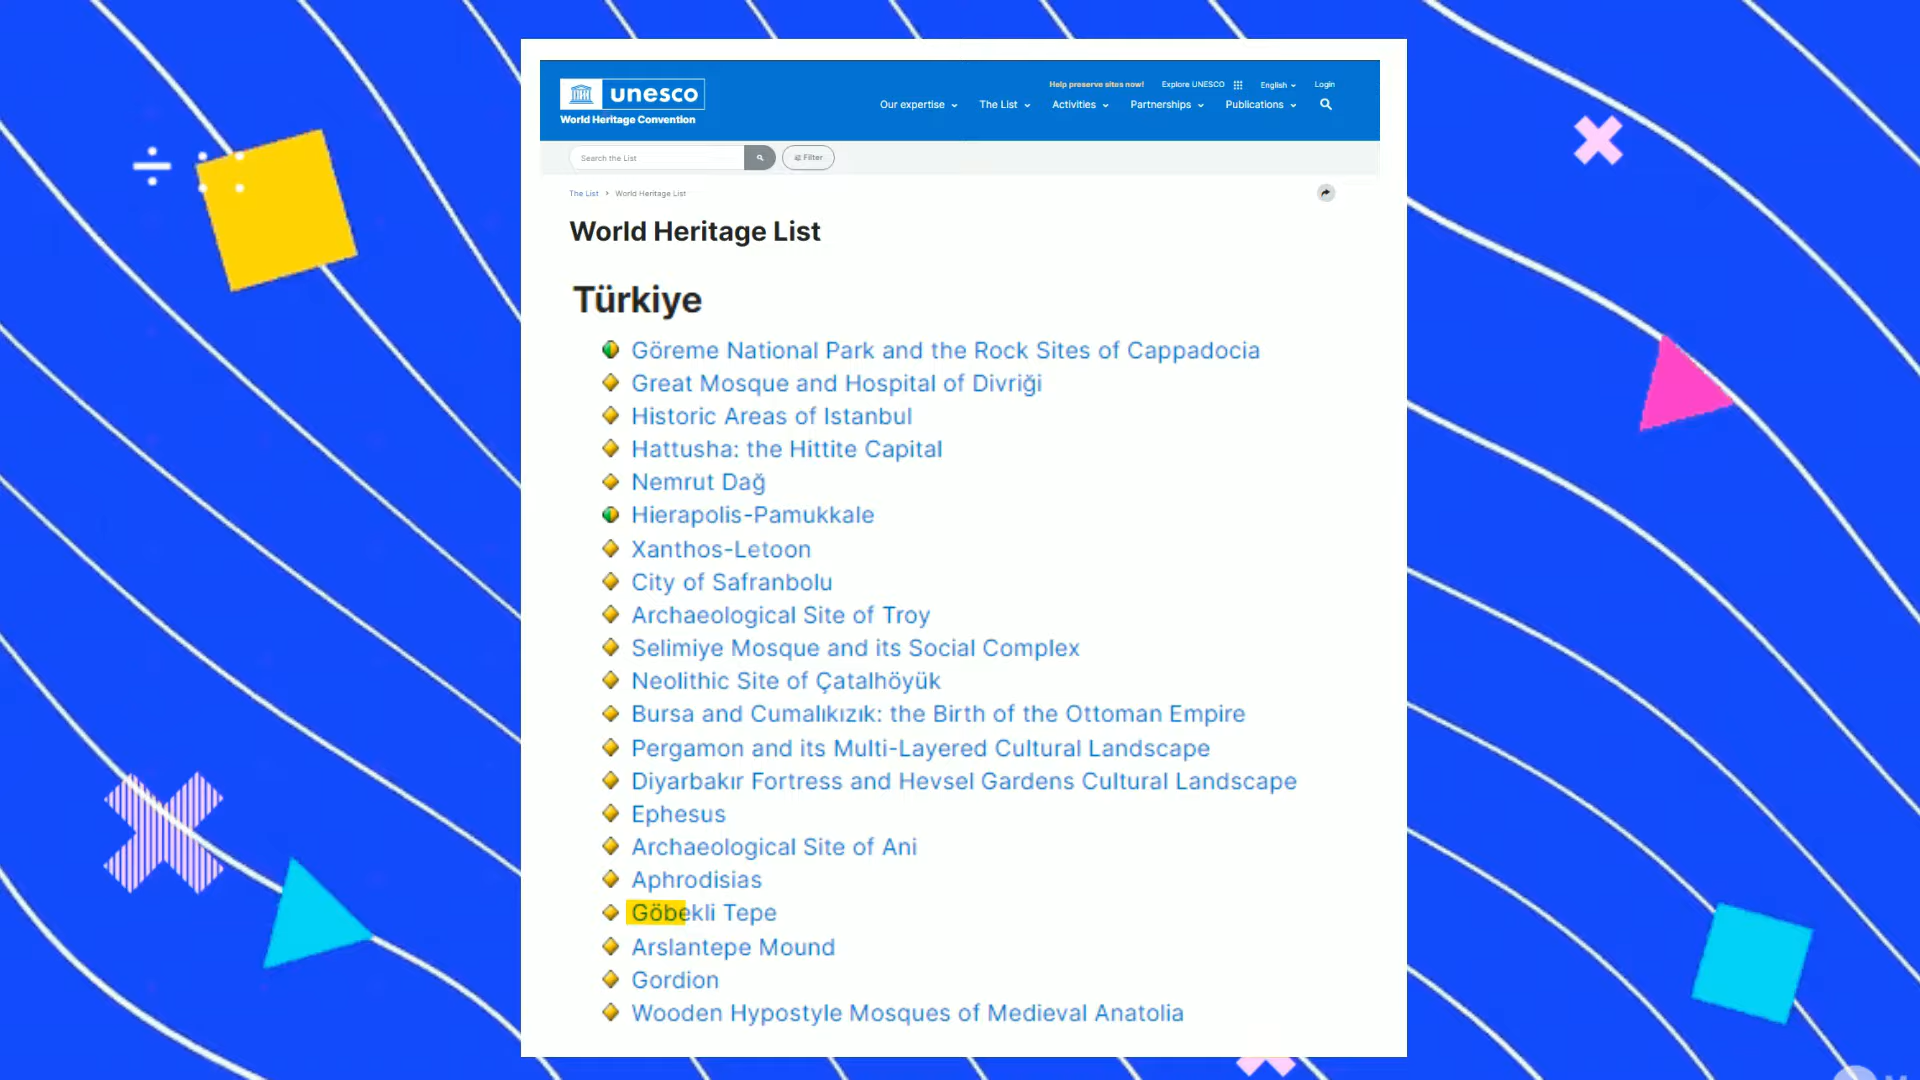 unesco
World Heritage Convention
Help preserve sites now! Explore UNESCO English Login
Our expertise The List Activities Partnerships Publications
Search the List Filter
The List > World Heritage List
World Heritage List
Türkiye
Göreme National Park and the Rock Sites of Cappadocia
Great Mosque and Hospital of Divriği
Historic Areas of Istanbul
Hattusha: the Hittite Capital
Nemrut Dağ
Hierapolis-Pamukkale
Xanthos-Letoon
City of Safranbolu
Archaeological Site of Troy
Selimiye Mosque and its Social Complex
Neolithic Site of Çatalhöyük
Bursa and Cumalıkızık: the Birth of the Ottoman Empire
Pergamon and its Multi-Layered Cultural Landscape
Diyarbakır Fortress and Hevsel Gardens Cultural Landscape
Ephesus
Archaeological Site of Ani
Aphrodisias
Göbekli Tepe
Arslantepe Mound
Gordion
Wooden Hypostyle Mosques of Medieval Anatolia